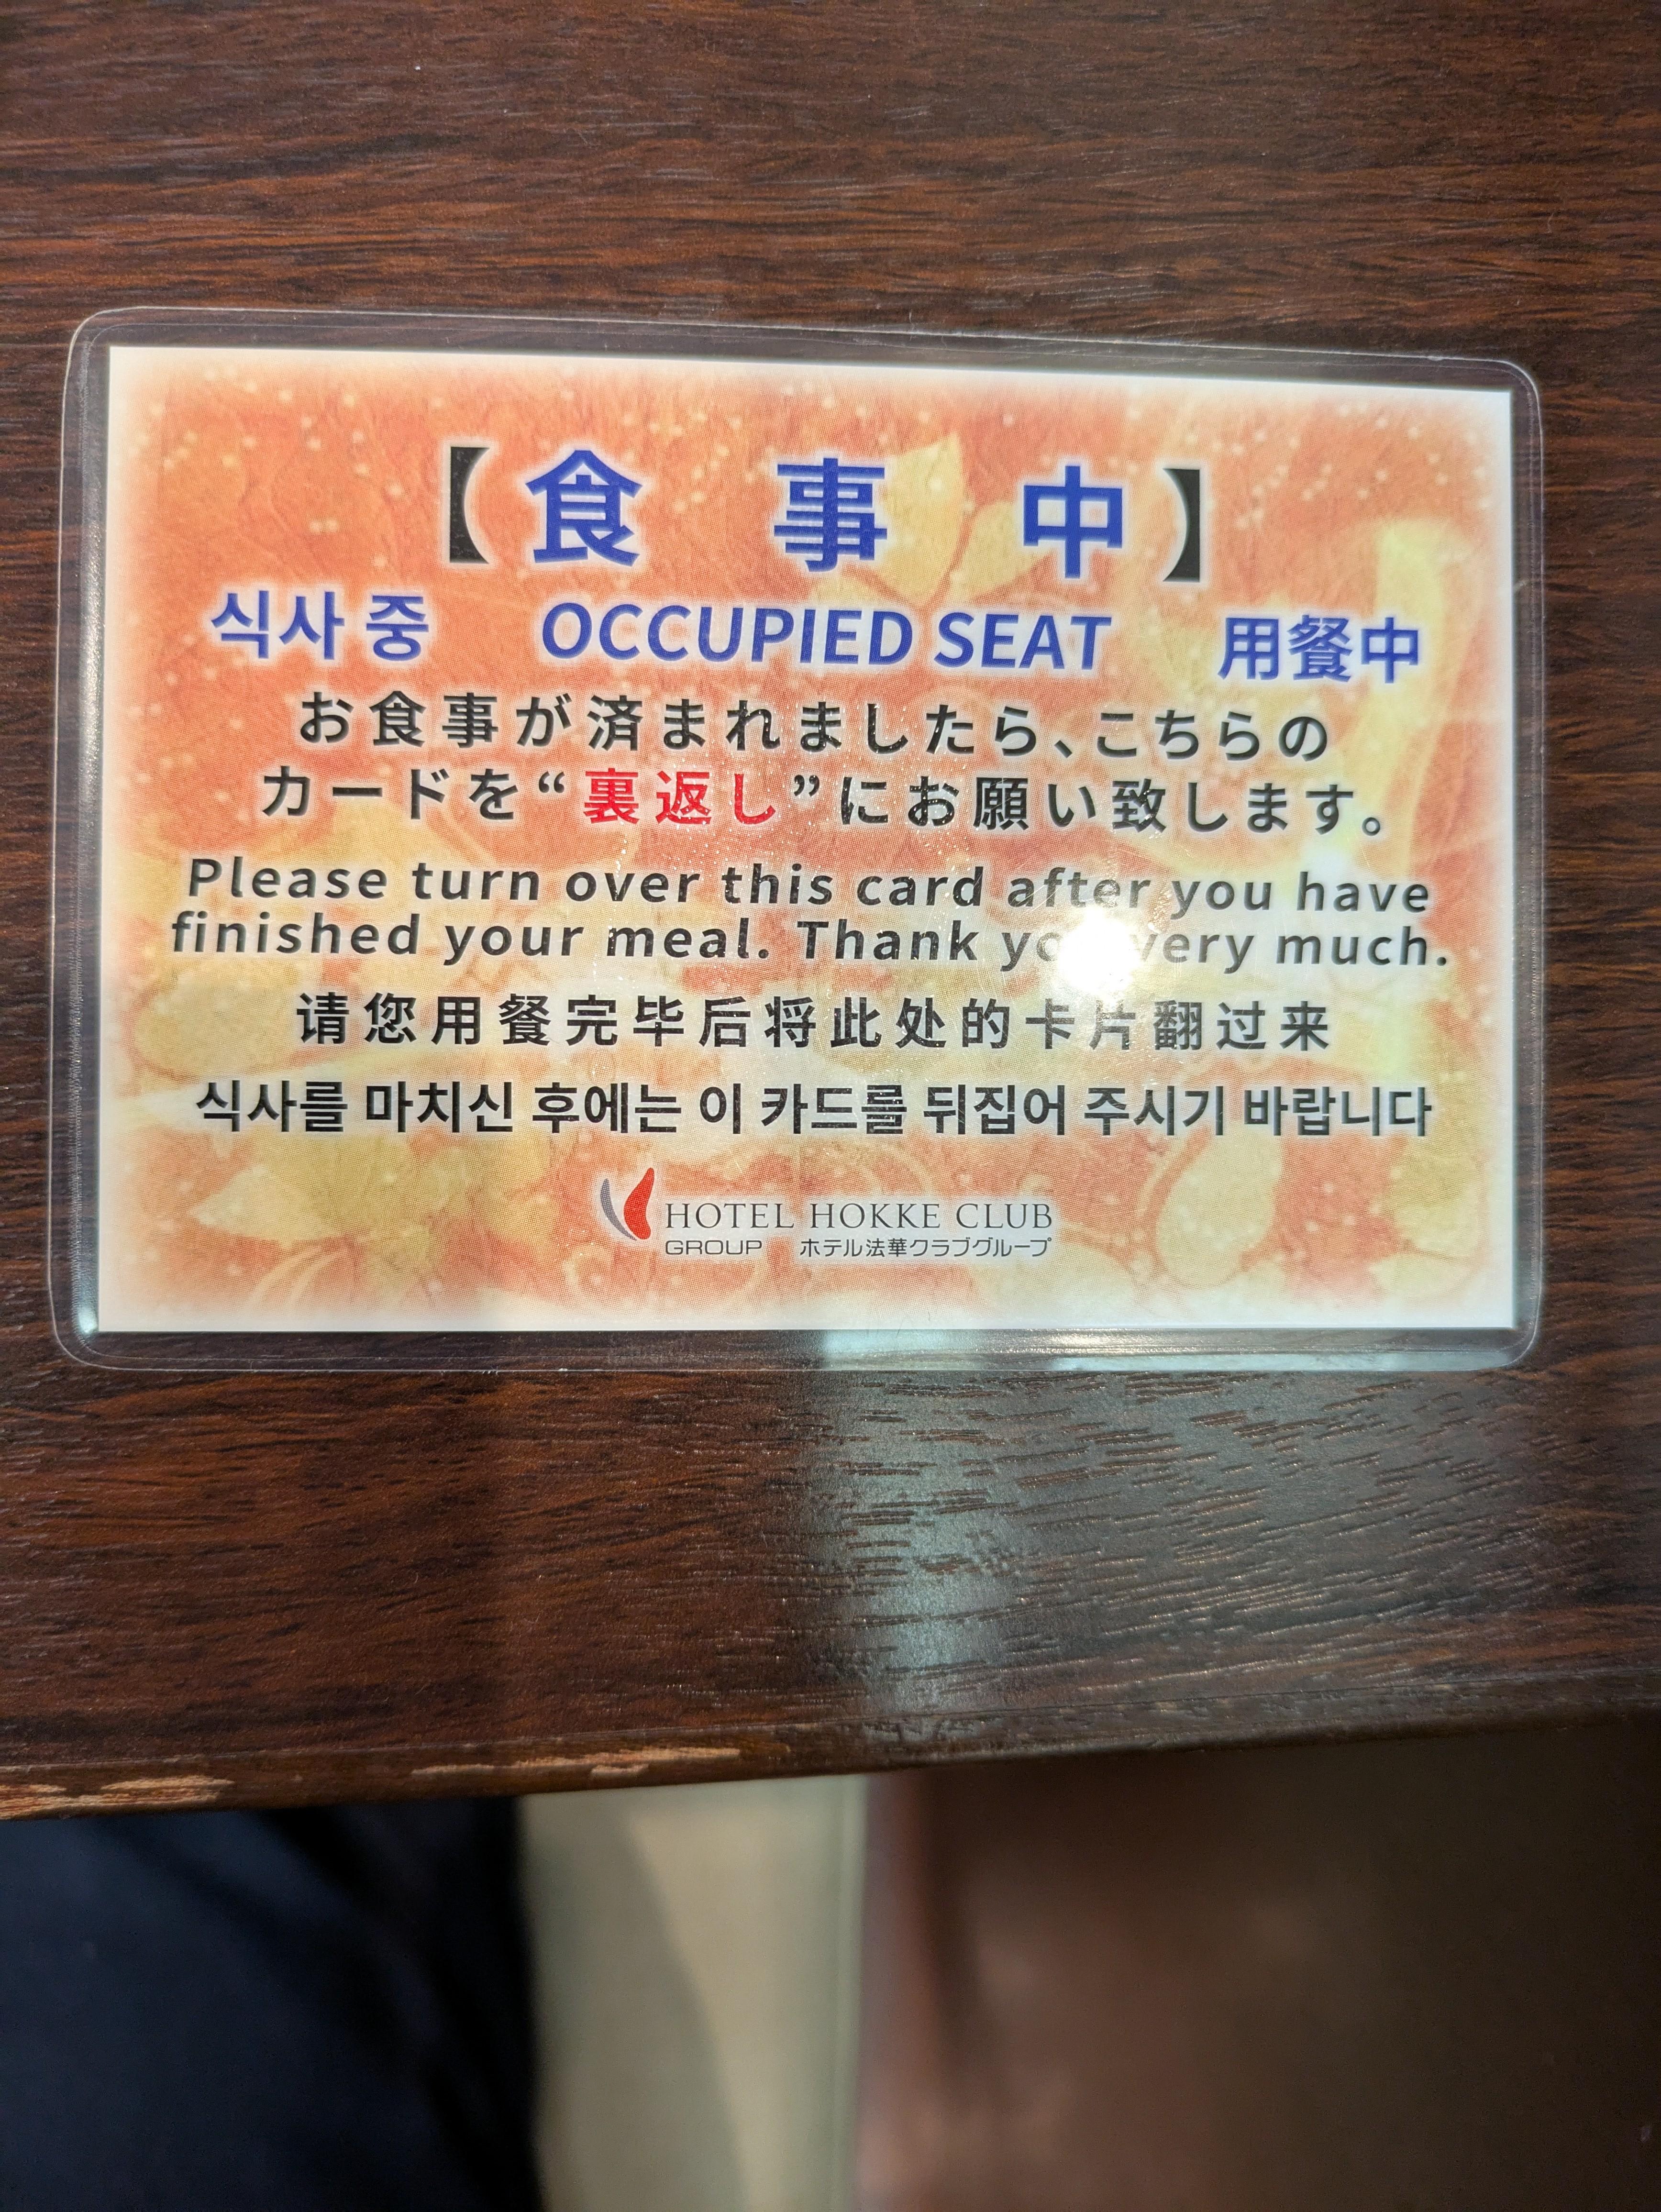 【食事中】
식사 중 OCCUPIED SEAT 用餐中
お食事が済まれましたら、こちらの
カードを“裏返し”にお願い致します。
Please turn over this card after you have
finished your meal. Thank you very much.
请您用餐完毕后将此处的卡片翻过来
식사를 마치신 후에는 이 카드를 뒤집어 주시기 바랍니다
HOTEL HOKKE CLUB
GROUP ホテル法華クラブグループ